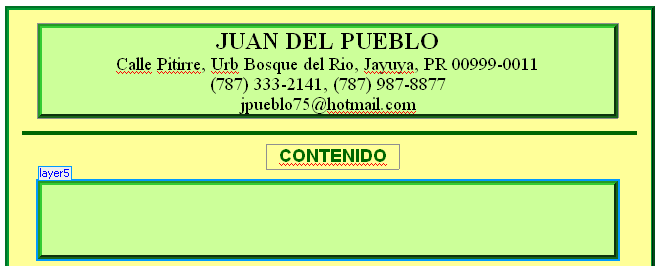 JUAN DEL PUEBLO
Calle Pitirre, Urb Bosque del Rio, Jayuya, PR 00999-0011
(787) 333-2141, (787) 987-8877
jpueblo75@hotmail.com
CONTENIDO
layer5